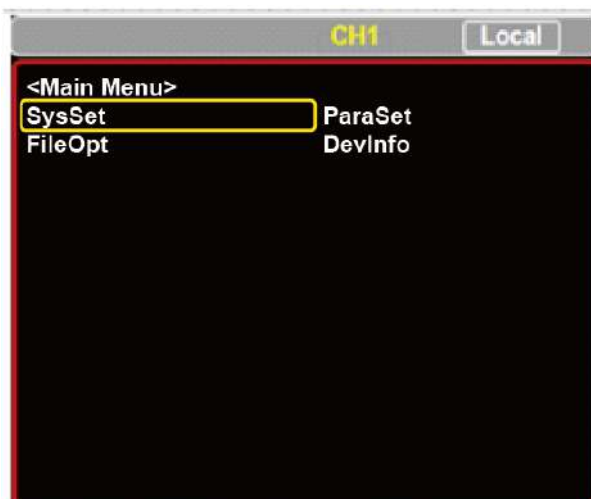 CH1 Local
<Main Menu>
SysSet ParaSet
FileOpt DevInfo